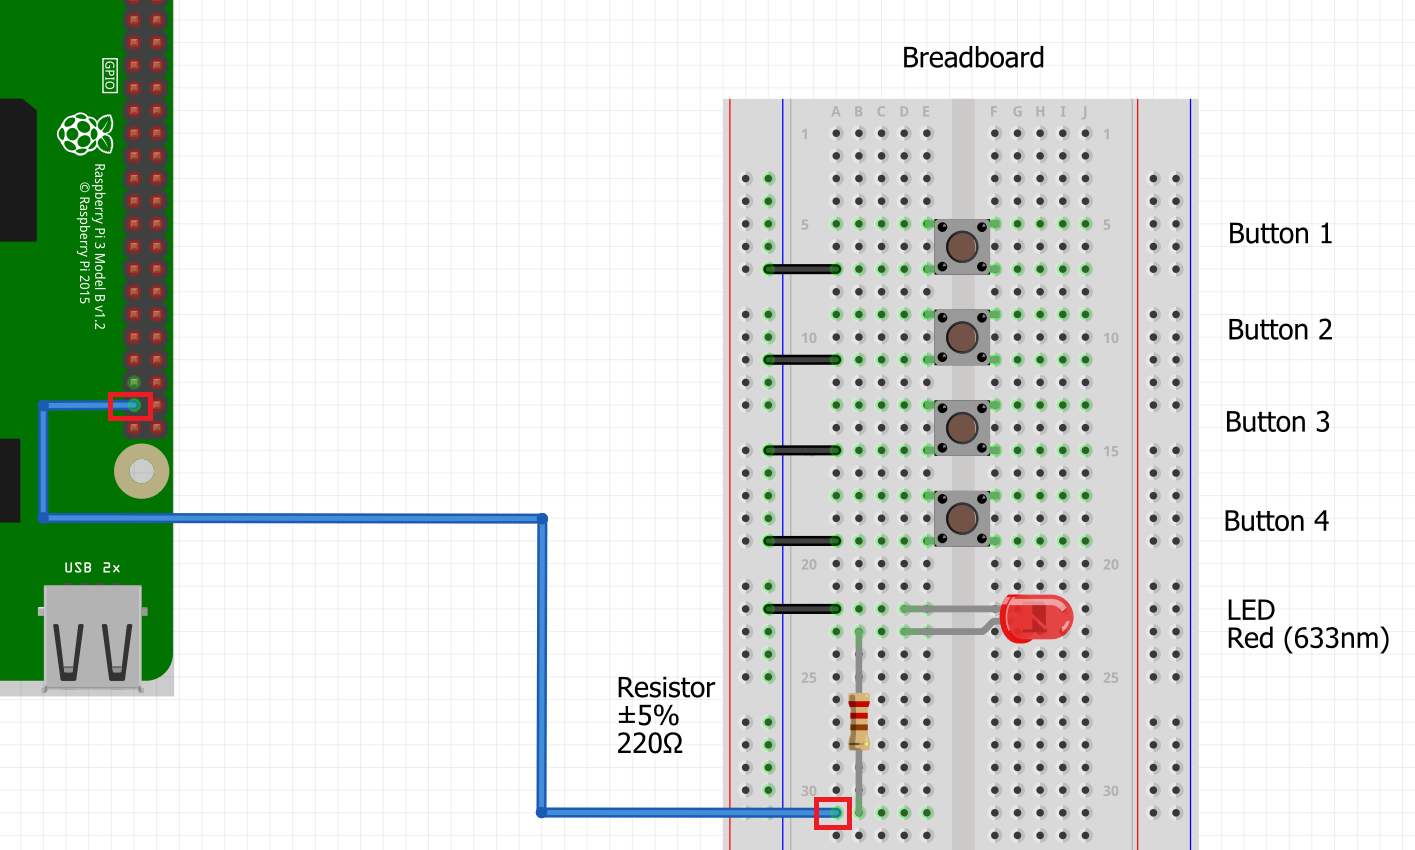 Breadboard
GPIO
Raspberry Pi 3 Model B v1.2
© Raspberry Pi 2015
USB 2x
A B C D E F G H I J
1 1
5 5
10 10
15
20 20
25 25
30 30
Button 1
Button 2
Button 3
Button 4
LED
Red (633nm)
Resistor
±5%
220Ω